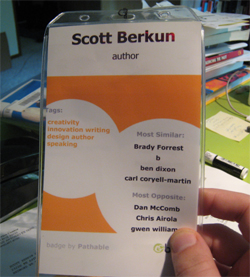 Scott Berkun
author
Tags:
creativity
innovation writing
design author
speaking
Most Similar:
Brady Forrest
b
ben dixon
carl coryell-martin
Most Opposite:
Dan McComb
Chris Airola
gwen william
Design by Pathable